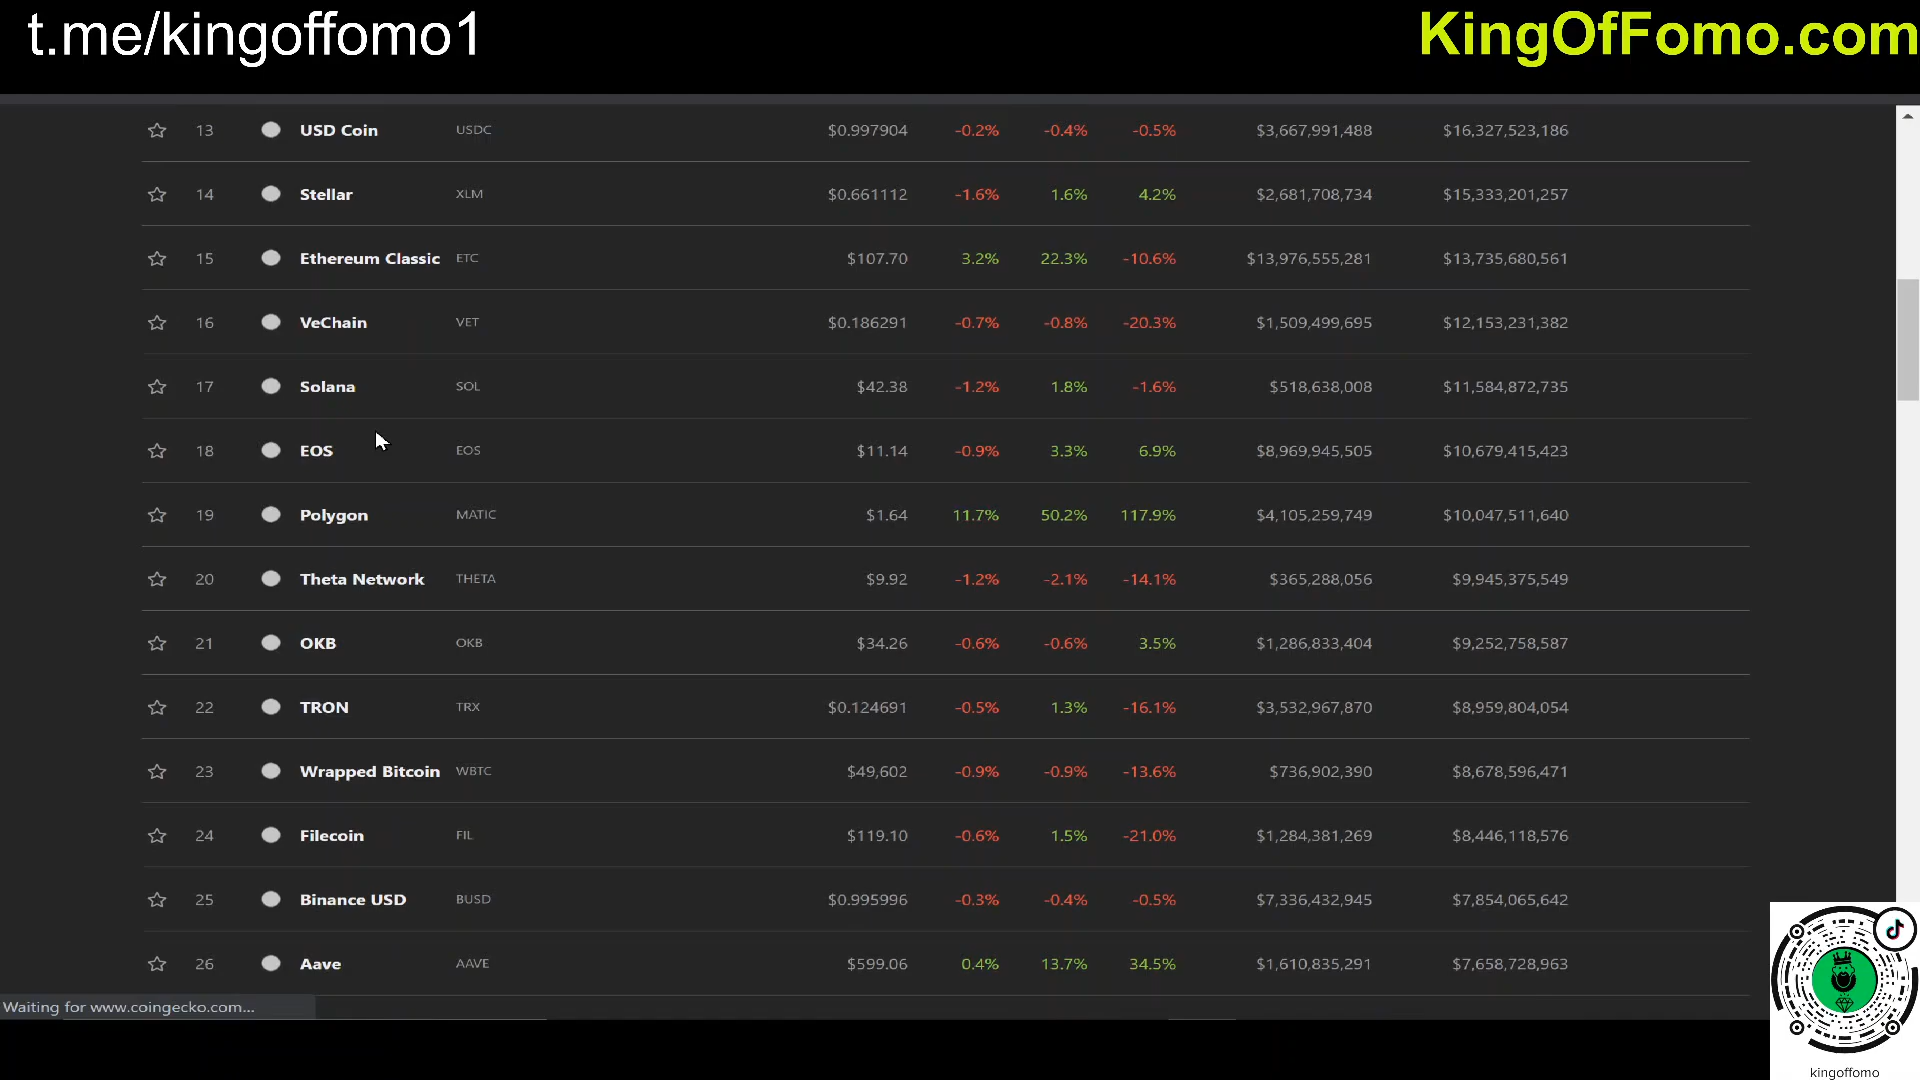 t.me/kingoffomo1 KingOfFomo.com
13 USD Coin USDC $0.997904 -0.2% -0.4% -0.5% $3,667,991,488 $16,327,523,186
14 Stellar XLM $0.661112 -1.6% 1.6% 4.2% $2,681,708,734 $15,333,201,257
15 Ethereum Classic ETC $107.70 3.2% 22.3% -10.6% $13,976,555,281 $13,735,680,561
16 VeChain VET $0.186291 -0.7% -0.8% -20.3% $1,509,499,695 $12,153,231,382
17 Solana SOL $42.38 -1.2% 1.8% -1.6% $518,638,008 $11,584,872,735
18 EOS EOS $11.14 -0.9% 3.3% 6.9% $8,969,945,505 $10,679,415,423
19 Polygon MATIC $1.64 11.7% 50.2% 117.9% $4,105,259,749 $10,047,511,640
20 Theta Network THETA $9.92 -1.2% -2.1% -14.1% $365,288,056 $9,945,375,549
21 OKB OKB $34.26 -0.6% -0.6% 3.5% $1,286,833,404 $9,252,758,587
22 TRON TRX $0.124691 -0.5% 1.3% -16.1% $3,532,967,870 $8,959,804,054
23 Wrapped Bitcoin WBTC $49,602 -0.9% -0.9% -13.6% $736,902,390 $8,678,596,471
24 Filecoin FIL $119.10 -0.6% 1.5% -21.0% $1,284,381,269 $8,446,118,576
25 Binance USD BUSD $0.995996 -0.3% -0.4% -0.5% $7,336,432,945 $7,854,065,642
26 Aave AAVE $599.06 0.4% 13.7% 34.5% $1,610,835,291 $7,658,728,963
Waiting for www.coingecko.com...
kingoffomo